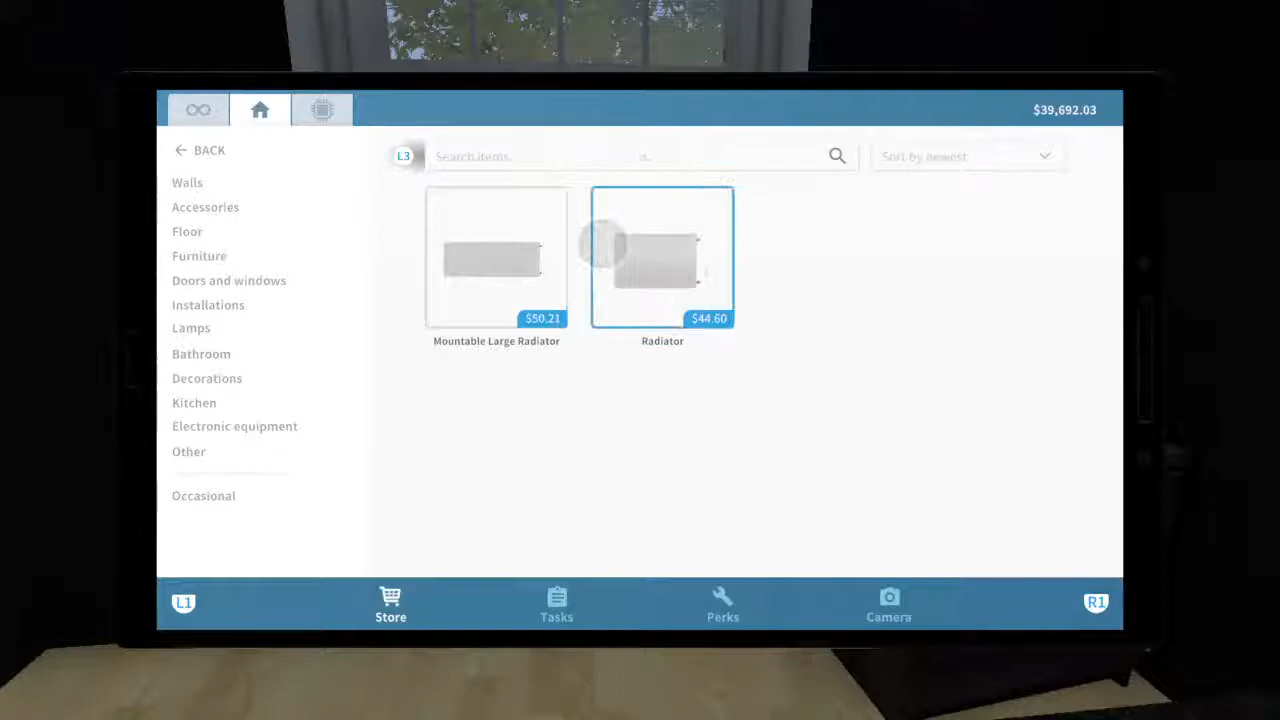 $39,692.03
BACK
L3
Search items.
Sort by newest
Walls
Accessories
Floor
Furniture
Doors and windows
Installations
Lamps
Bathroom
Decorations
Kitchen
Electronic equipment
Other
Occasional
$50.21
$44.60
Mountable Large Radiator
Radiator
L1
Store
Tasks
Perks
Camera
R1